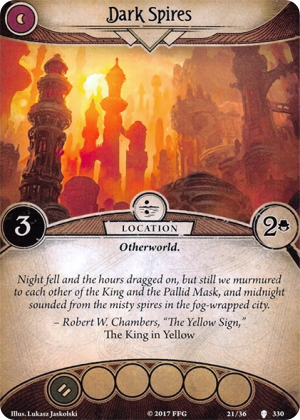 Dark Spires
3
LOCATION
2
Otherworld.
Night fell and the hours dragged on, but still we murmured
to each other of the King and the Pallid Mask, and midnight
sounded from the misty spires in the fog-wrapped city.
– Robert W. Chambers, “The Yellow Sign,”
The King in Yellow
Illus. Lukasz Jaskolski
© 2017 FFG
21/36
330